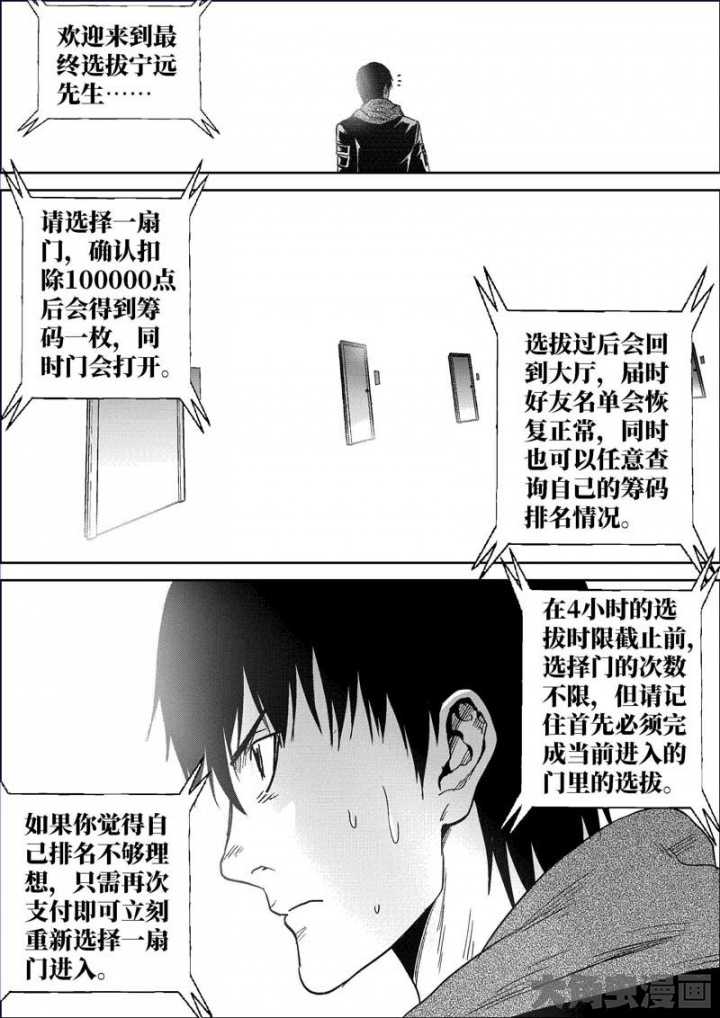 欢迎来到最
终选拔宁远
先生……
请选择一扇
门，确认扣
除100000点
后会得到筹
码一枚，同
时门会打开。
选拔过后会回
到大厅，届时
好友名单会恢
复正常，同时
也可以任意查
询自己的筹码
排名情况。
在4小时的选
拔时限截止前，
选择门的次数
不限，但请记
住首先必须完
成当前进入的
门里的选拔。
如果你觉得自
己排名不够理
想，只需再次
支付即可立刻
重新选择一扇
门进入。
大角虫漫画